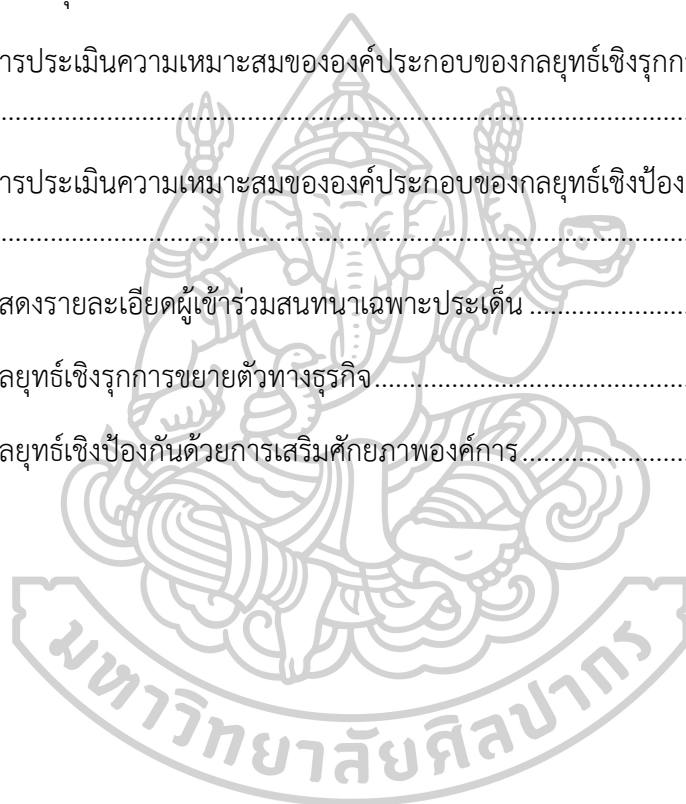 ารประเมินความเหมาะสมขององค์ประกอบของกลยุทธ์เชิงรุกก
........................................................................
ารประเมินความเหมาะสมขององค์ประกอบของกลยุทธ์เชิงป้อง
........................................................................
สดงรายละเอียดผู้เข้าร่วมสนทนาเฉพาะประเด็น ................
ลยุทธ์เชิงรุกการขยายตัวทางธุรกิจ................................
ลยุทธ์เชิงป้องกันด้วยการเสริมศักยภาพองค์การ................
มหาวิทยาลัยศิลปากร